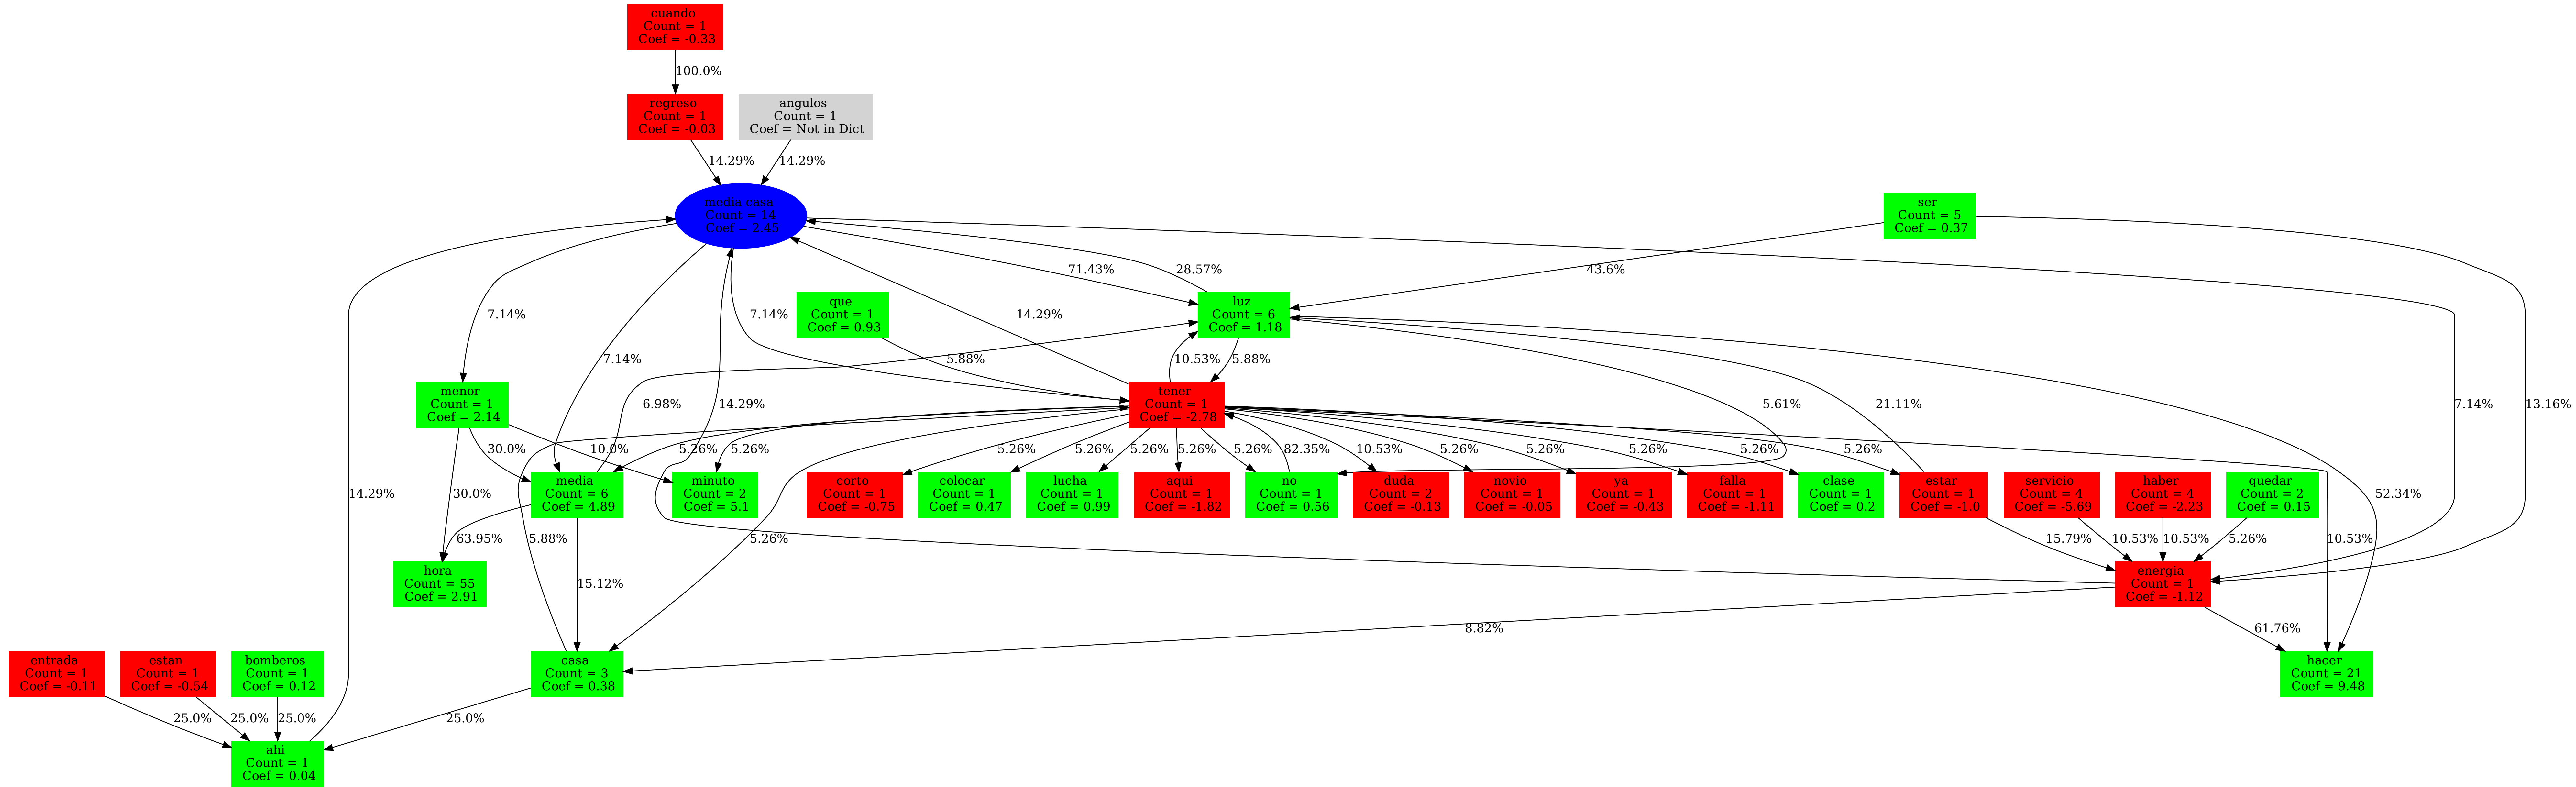 cuando
Count = 1
Coef = -0.33
100.0%
regreso
Count = 1
Coef = -0.03
angulos
Count = 1
Coef = Not in Dict
14.29%
14.29%
media casa
Count = 14
Coef = 2.45
ser
Count = 5
Coef = 0.37
71.43%
28.57%
43.6%
que
Count = 1
Coef = 0.93
luz
Count = 6
Coef = 1.18
7.14%
7.14%
14.29%
7.14%
5.88%
10.53%
5.88%
menor
Count = 1
Coef = 2.14
6.98%
14.29%
tener
Count = 1
Coef = -2.78
5.61%
21.11%
7.14%
13.16%
30.0%
10.0%
5.26%
5.26%
5.26%
5.26%
5.26%
5.26%
5.26%
82.35%
10.53%
5.26%
5.26%
5.26%
5.26%
5.26%
14.29%
30.0%
media
Count = 6
Coef = 4.89
minuto
Count = 2
Coef = 5.1
corto
Count = 1
Coef = -0.75
colocar
Count = 1
Coef = 0.47
lucha
Count = 1
Coef = 0.99
aqui
Count = 1
Coef = -1.82
no
Count = 1
Coef = 0.56
duda
Count = 2
Coef = -0.13
novio
Count = 1
Coef = -0.05
ya
Count = 1
Coef = -0.43
falla
Count = 1
Coef = -1.11
clase
Count = 1
Coef = 0.2
estar
Count = 1
Coef = -1.0
servicio
Count = 4
Coef = -5.69
haber
Count = 4
Coef = -2.23
quedar
Count = 2
Coef = 0.15
52.34%
63.95%
5.88%
5.26%
15.79%
10.53%
10.53%
5.26%
10.53%
hora
Count = 55
Coef = 2.91
15.12%
energia
Count = 1
Coef = -1.12
8.82%
61.76%
entrada
Count = 1
Coef = -0.11
estan
Count = 1
Coef = -0.54
bomberos
Count = 1
Coef = 0.12
casa
Count = 3
Coef = 0.38
hacer
Count = 21
Coef = 9.48
25.0%
25.0%
25.0%
25.0%
ahi
Count = 1
Coef = 0.04